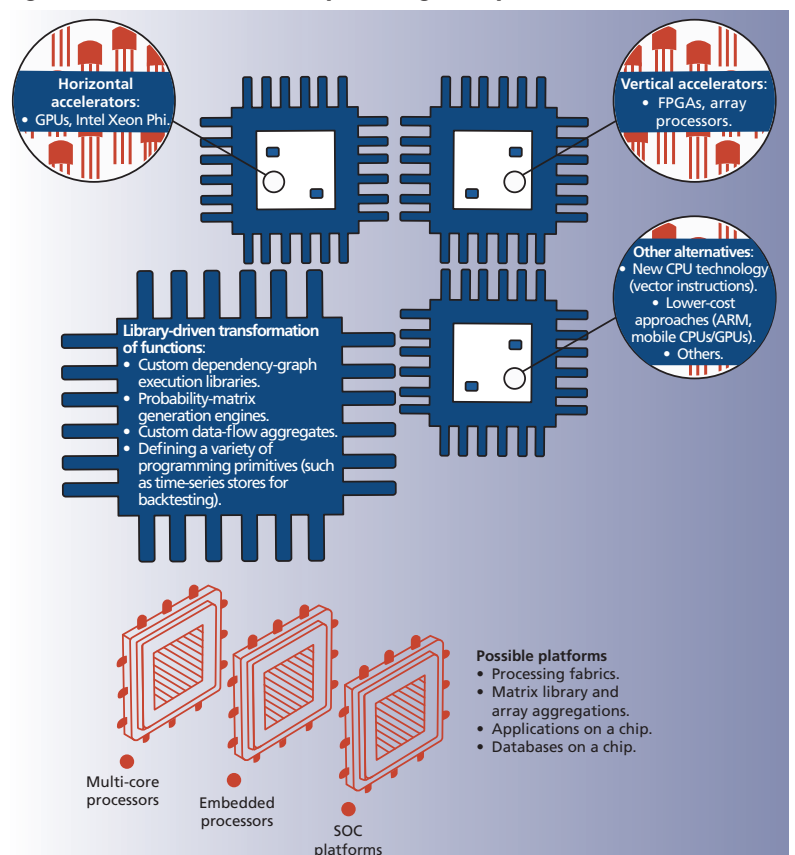 Horizontal
accelerators:
• GPUs, Intel Xeon Phi.
Vertical accelerators:
• FPGAs, array
processors.
Other alternatives:
• New CPU technology
(vector instructions).
• Lower-cost
approaches (ARM,
mobile CPUs/GPUs).
• Others.
Library-driven transformation
of functions:
• Custom dependency-graph
execution libraries.
• Probability-matrix
generation engines.
• Custom data-flow aggregates.
• Defining a variety of
programming primitives (such
as time-series stores for
backtesting).
Possible platforms
• Processing fabrics.
• Matrix library and
array aggregations.
• Applications on a chip.
• Databases on a chip.
Multi-core
processors
Embedded
processors
SOC
platforms